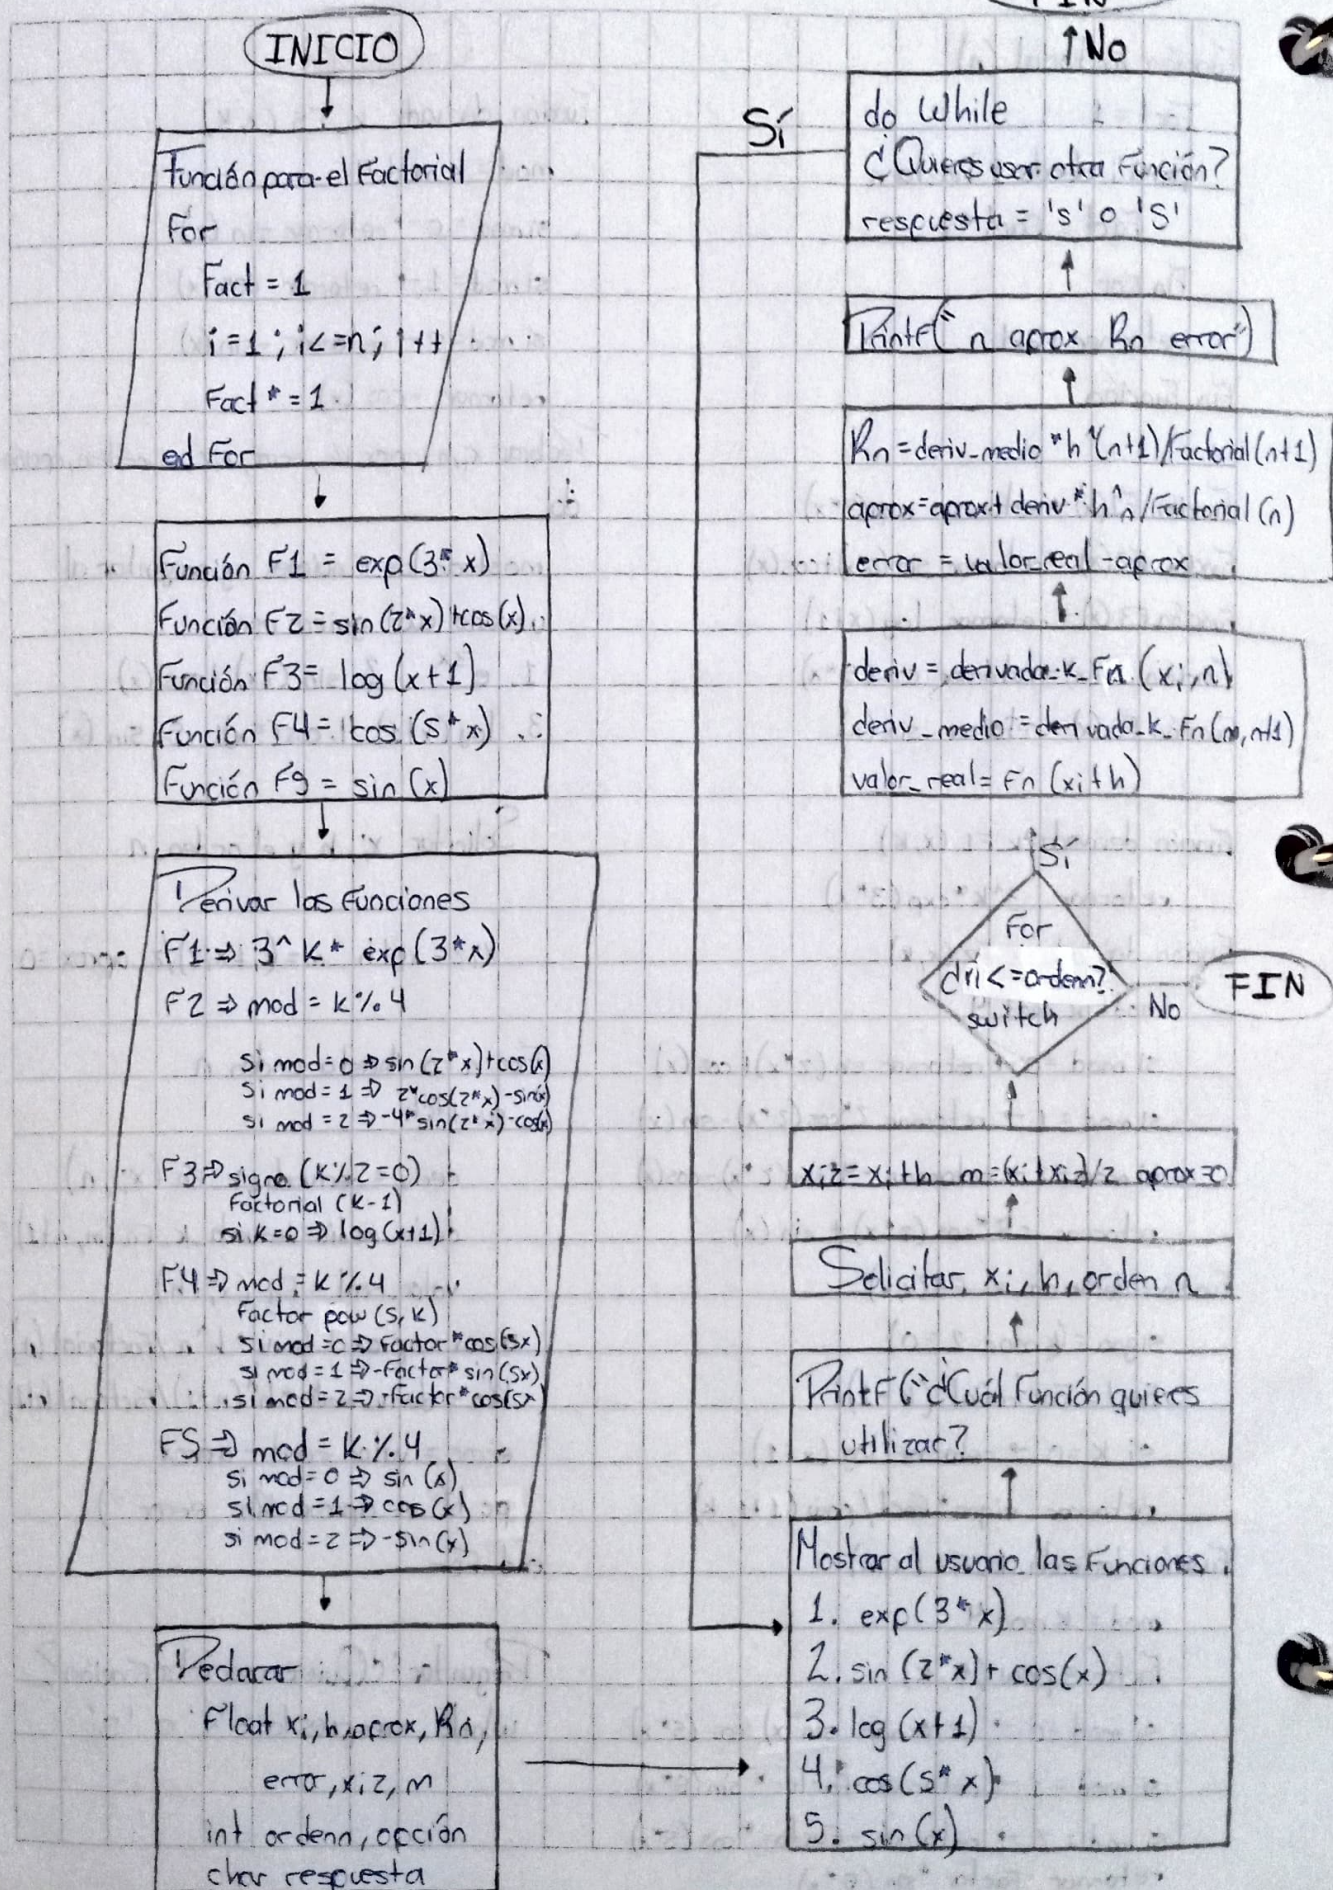 INICIO
Función para el Factorial
For
Fact = 1
i=1; i<=n; i++
Fact *= 1
ed For
Función F1 = exp(3*x)
Función F2 = sin(2*x)+cos(x)
Función F3 = log(x+1)
Función F4 = cos(5*x)
Función F5 = sin(x)
Derivar las funciones
F1 ⇒ 3^k* exp(3*x)
F2 ⇒ mod = k%4
Si mod=0 ⇒ sin(2*x)+cos(x)
Si mod=1 ⇒ 2*cos(2*x)-sin(x)
si mod=2 ⇒ -4*sin(2*x)-cos(x)
F3 ⇒ signo (k%2=0)
Factorial (k-1)
si k=0 ⇒ log(x+1)
F4 ⇒ mod = k%4
Factor pow(5,k)
si mod=0 ⇒ Factor*cos(5x)
si mod=1 ⇒ -Factor*sin(5x)
si mod=2 ⇒ -Factor*cos(5x
F5 ⇒ mod = k%4
Si mod=0 ⇒ sin(x)
si mod=1 ⇒ cos(x)
si mod=2 ⇒ -sin(x)
Declarar
Float xi, h, aprox, Rn,
error, xi2, m
int ordenn, opción
char respuesta
Mostrar al usuario las Funciones.
1. exp(3*x)
2. sin(2*x)+cos(x)
3. log(x+1)
4. cos(5*x)
5. sin(x)
PrintF("¿Cuál Función quieres
utilizar?
Solicitar xi, h, orden n
xi2=xi+h m=(xi+xi2)/2 aprox=0
For
¿ri<=ordenn?
switch
No
FIN
Sí
deriv = derivada_k_Fn(xi,n)
deriv_medio = derivada_k_Fn(m,n+1)
valor_real = Fn(xi+h)
Rn=deriv_medio*h^(n+1)/Factorial(n+1)
aprox=aprox+deriv*h^n/Factorial(n)
error = valor_real - aprox
PrintF("n aprox Rn error")
do While
¿Quieres usar otra Función?
respuesta = 's' o 'S'
Sí
No
FIN